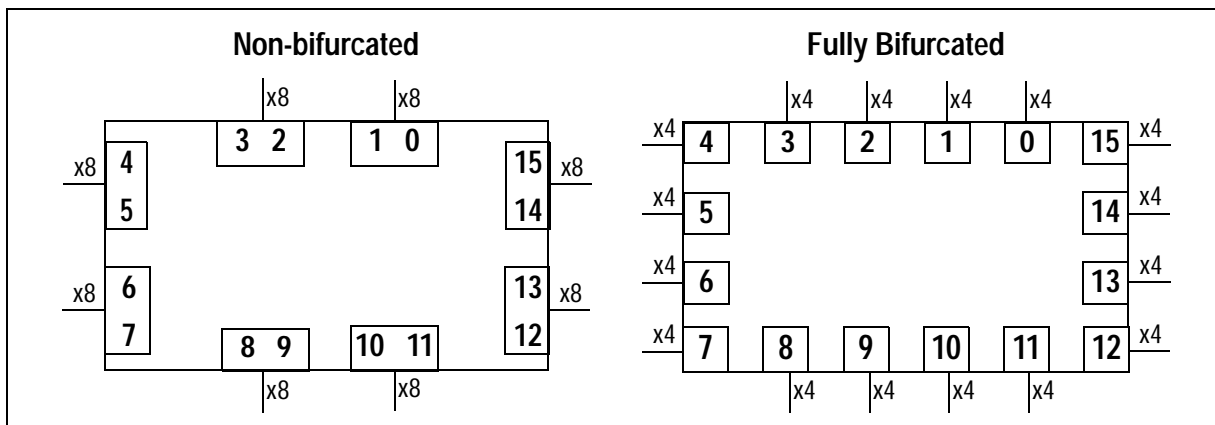 Non-bifurcated Fully Bifurcated
x8 x8 x4 x4 x4 x4
3 2 1 0 x4 4 3 2 1 0 15 x4
x8 4 15 x8
5 14 x4 5 14 x4
x8 6 13 x8 x4 6 13 x4
7 12
8 9 10 11 x4 7 8 9 10 11 12 x4
x8 x8 x4 x4 x4 x4